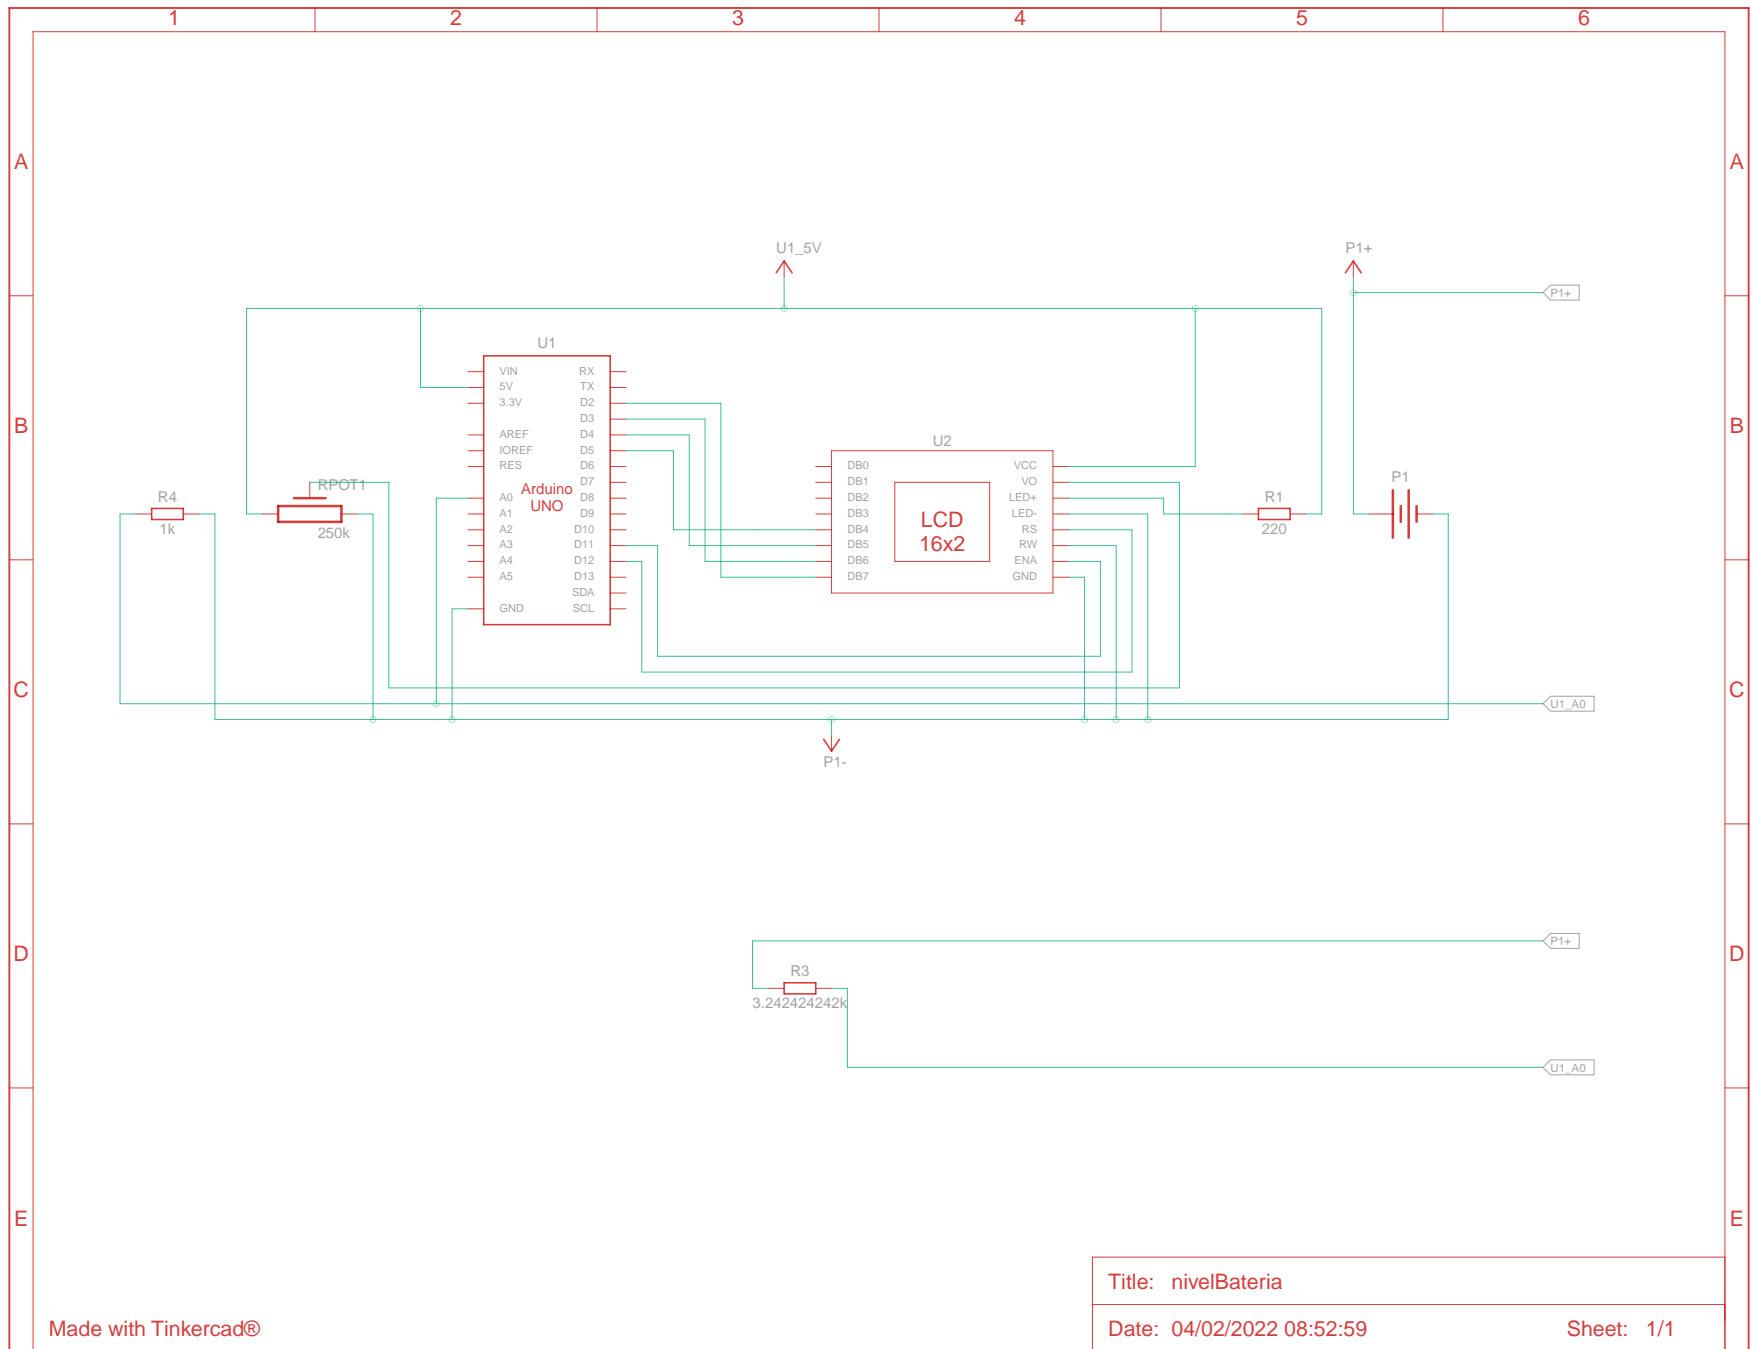 1 2 3 4 5 6
A A
U1_5V P1+
P1+
U1
VIN RX
5V TX
3.3V D2
D3
B B
AREF D4
IOREF D5
RES D6
D7
A0 D8
A1 D9
A2 D10
A3 D11
A4 D12
A5 D13
SDA
GND SCL
Arduino
UNO
U2
DB0 VCC
DB1 VO
DB2 LED+
DB3 LED-
DB4 RS
DB5 RW
DB6 ENA
DB7 GND
LCD
16x2
R4
1k
RPOT1
250k
R1
220
P1
C C
U1_A0
P1-
D D
P1+
R3
3.242424242k
U1_A0
E E
Title: nivelBateria
Made with Tinkercad®
Date: 04/02/2022 08:52:59 Sheet: 1/1